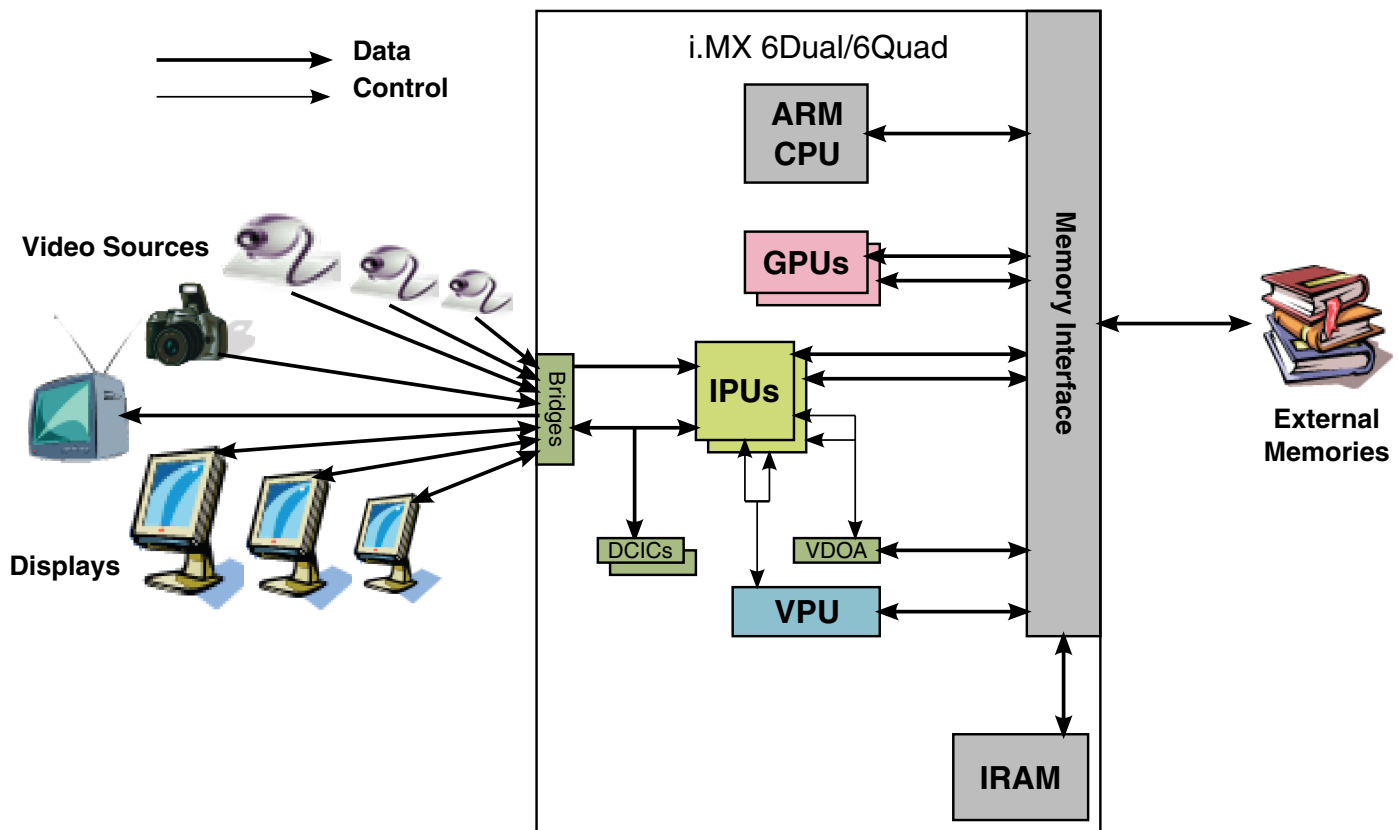 Data
Control
i.MX 6Dual/6Quad
ARM
CPU
Memory Interface
Video Sources
GPUs
Bridges
IPUs
External
Memories
DCICs
VDOA
Displays
VPU
IRAM